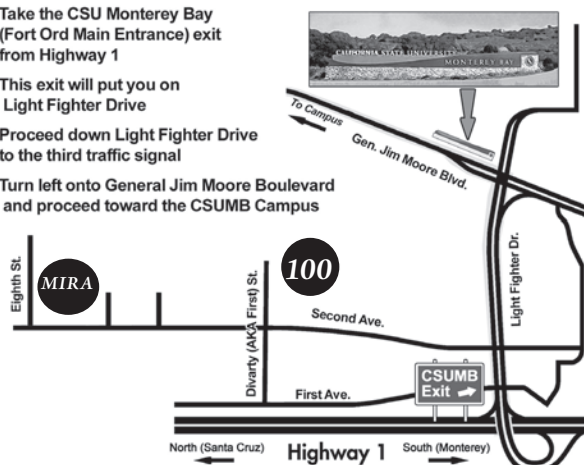 Take the CSU Monterey Bay
(Fort Ord Main Entrance) exit
from Highway 1
This exit will put you on
Light Fighter Drive
Proceed down Light Fighter Drive
to the third traffic signal
Turn left onto General Jim Moore Boulevard
and proceed toward the CSUMB Campus
CALIFORNIA STATE UNIVERSITY
MONTEREY BAY
To Campus
Gen. Jim Moore Blvd.
Light Fighter Dr.
Eighth St.
MIRA
100
Divarty (AKA First) St.
Second Ave.
First Ave.
CSUMB
Exit
North (Santa Cruz)
Highway 1
South (Monterey)